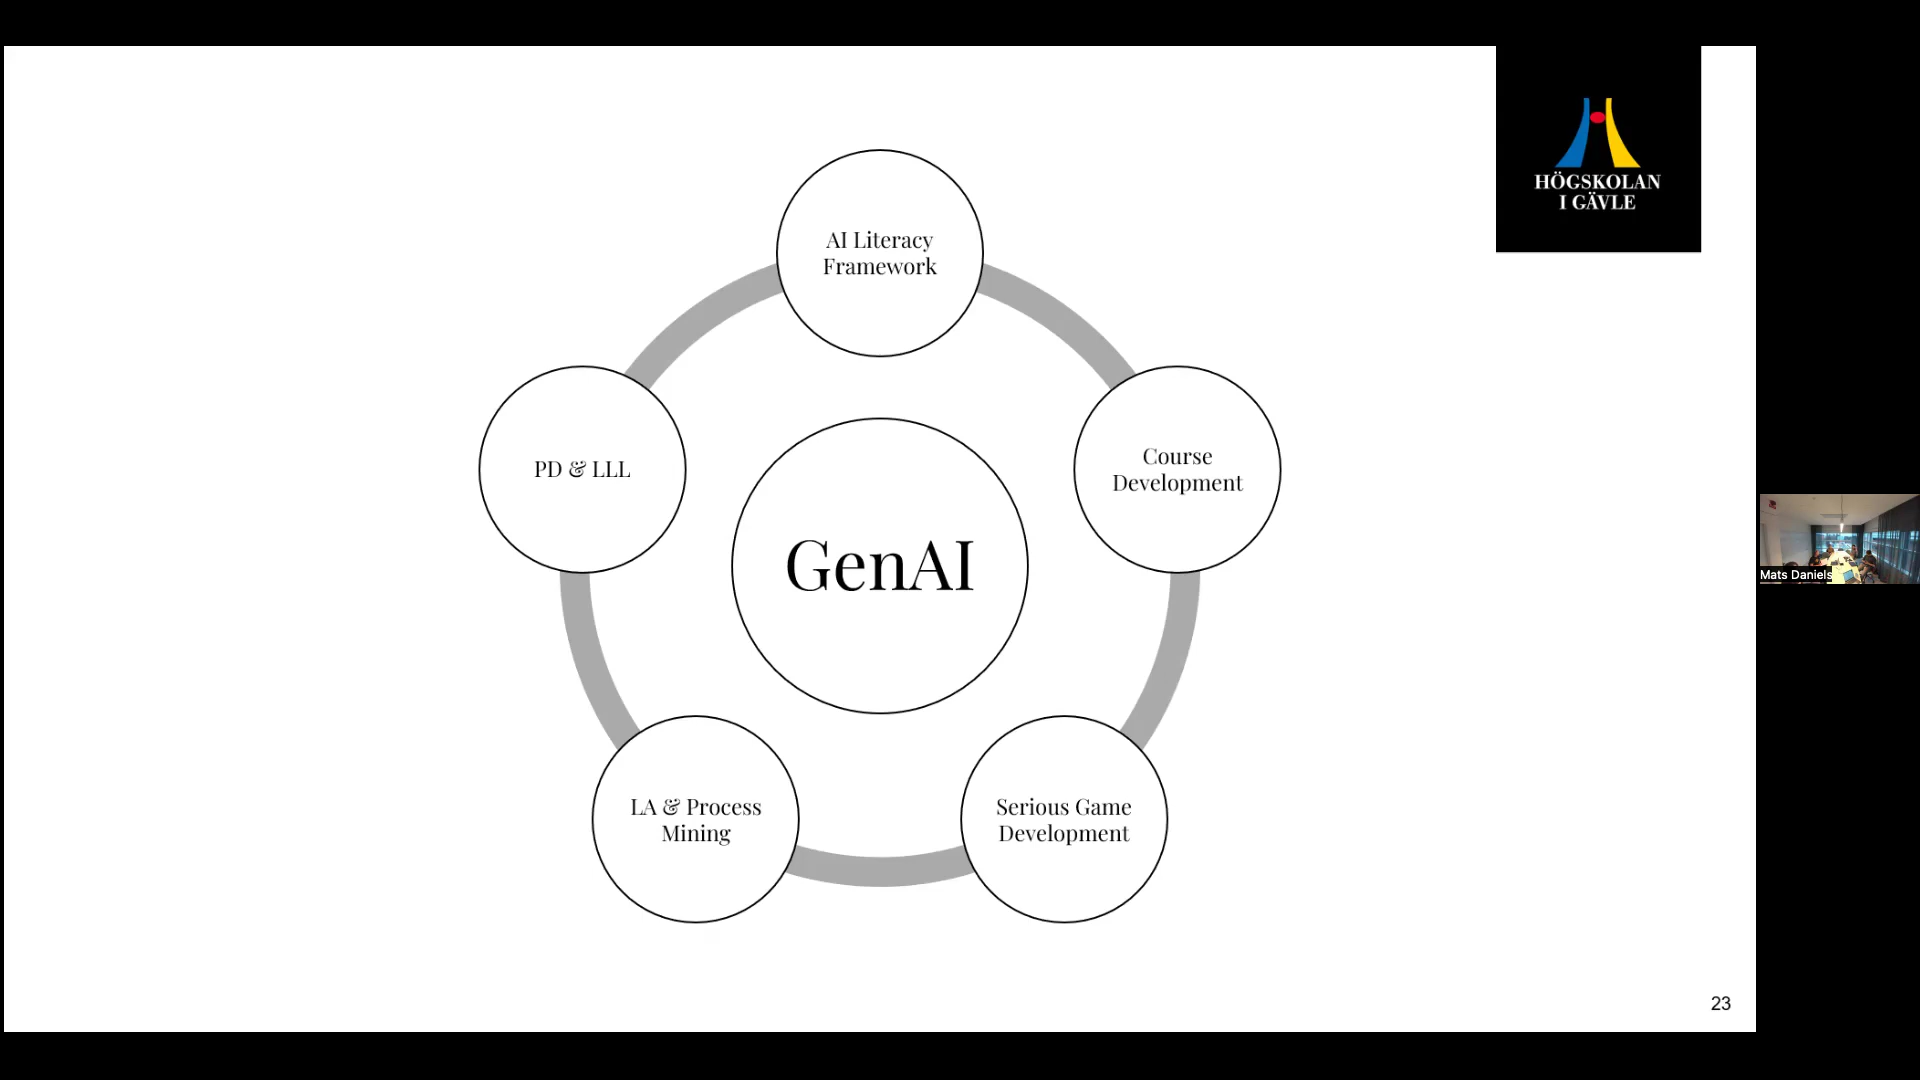 HÖGSKOLAN
I GÄVLE
AI Literacy
Framework
PD & LLL
Course
Development
GenAI
LA & Process
Mining
Serious Game
Development
Mats Daniels
23